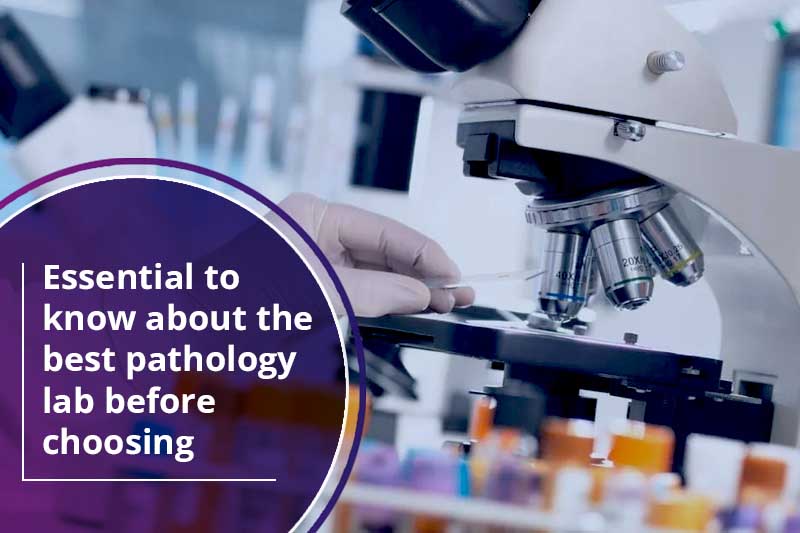 Essential to
know about the
best pathology
lab before
choosing
40X
20X